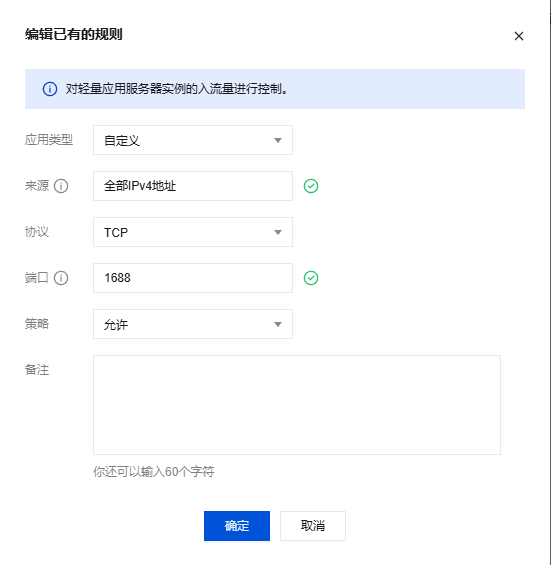 编辑已有的规则
对轻量应用服务器实例的入流量进行控制。
应用类型 自定义
来源 全部IPv4地址
协议 TCP
端口 1688
策略 允许
备注
你还可以输入60个字符
确定 取消